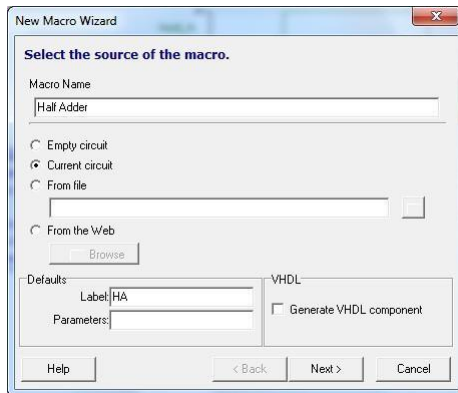 New Macro Wizard
Select the source of the macro.
Macro Name
Half Adder
Empty circuit
Current circuit
From file
From the Web
Browse
Defaults
Label: HA
Parameters:
VHDL
Generate VHDL component
Help
< Back
Next >
Cancel